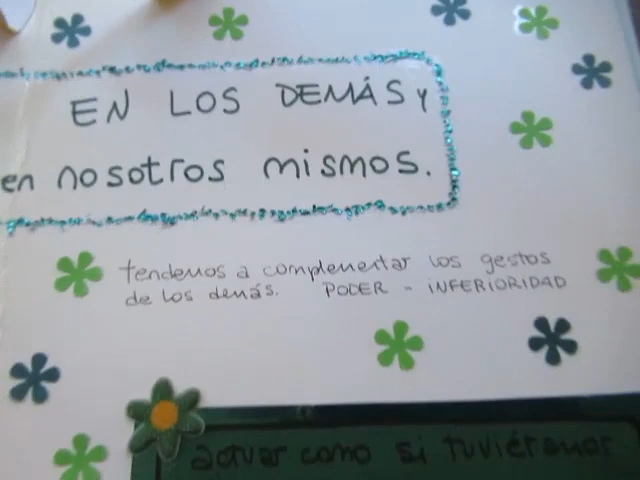 EN LOS DEMÁS y
en nosotros mismos.
tendemos a complementar los gestos
de los demás. PODER - INFERIORIDAD
actuar como si tuviéramos